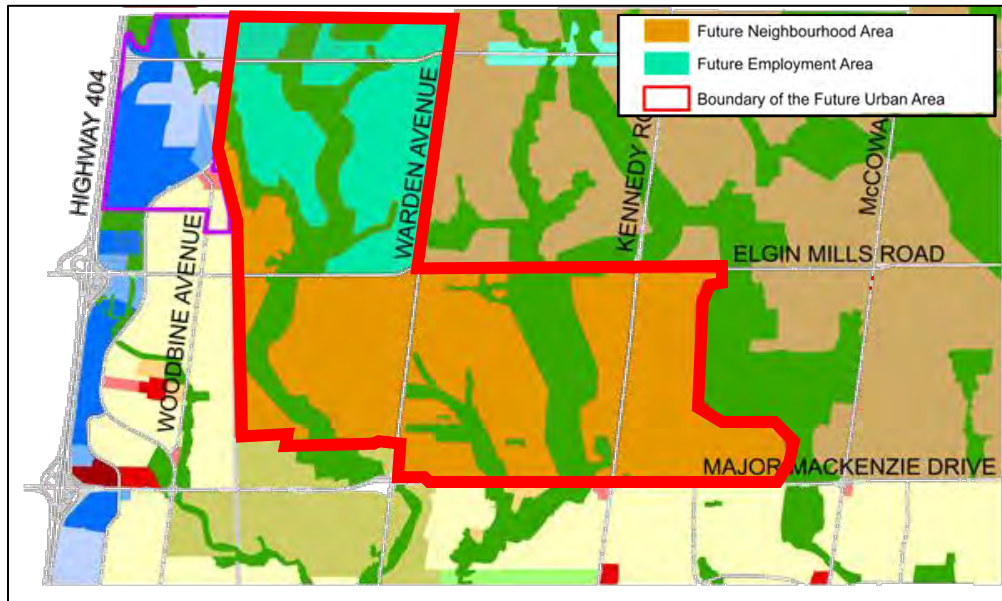 Future Neighbourhood Area
Future Employment Area
Boundary of the Future Urban Area
HIGHWAY 404
WOODBINE AVENUE
WARDEN AVENUE
KENNEDY RO
McCOWA
ELGIN MILLS ROAD
MAJOR MACKENZIE DRIVE